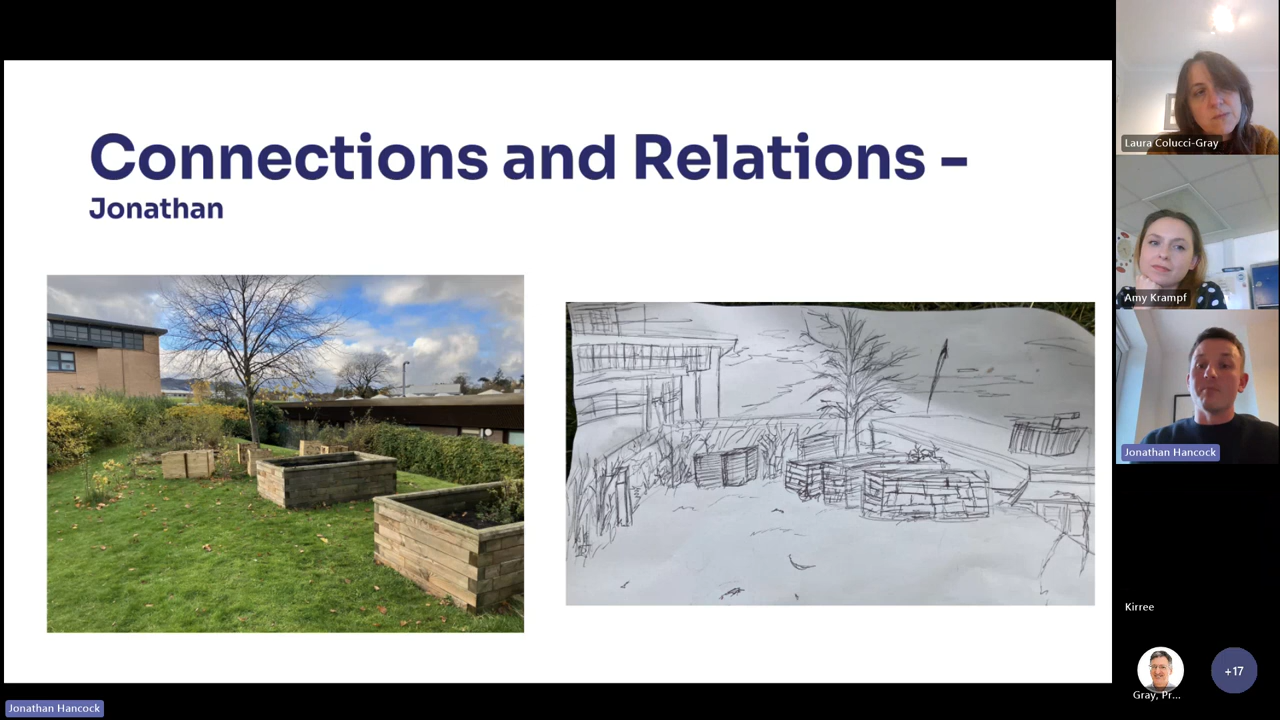 Connections and Relations –
Jonathan
Laura Colucci-Gray
Amy Krampf
Jonathan Hancock
Kirree
Gray, Pr...
+17
Jonathan Hancock